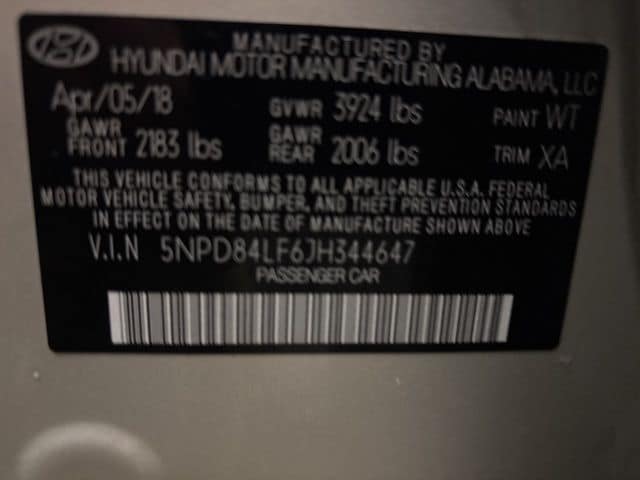 MANUFACTURED BY
HYUNDAI MOTOR MANUFACTURING ALABAMA, LLC
Apr/05/18 GVWR 3924 lbs PAINT WT
GAWR FRONT 2183 lbs GAWR REAR 2006 lbs TRIM XA
THIS VEHICLE CONFORMS TO ALL APPLICABLE U.S.A. FEDERAL
MOTOR VEHICLE SAFETY, BUMPER, AND THEFT PREVENTION STANDARDS
IN EFFECT ON THE DATE OF MANUFACTURE SHOWN ABOVE.
V.I.N 5NPD84LF6JH344647
PASSENGER CAR